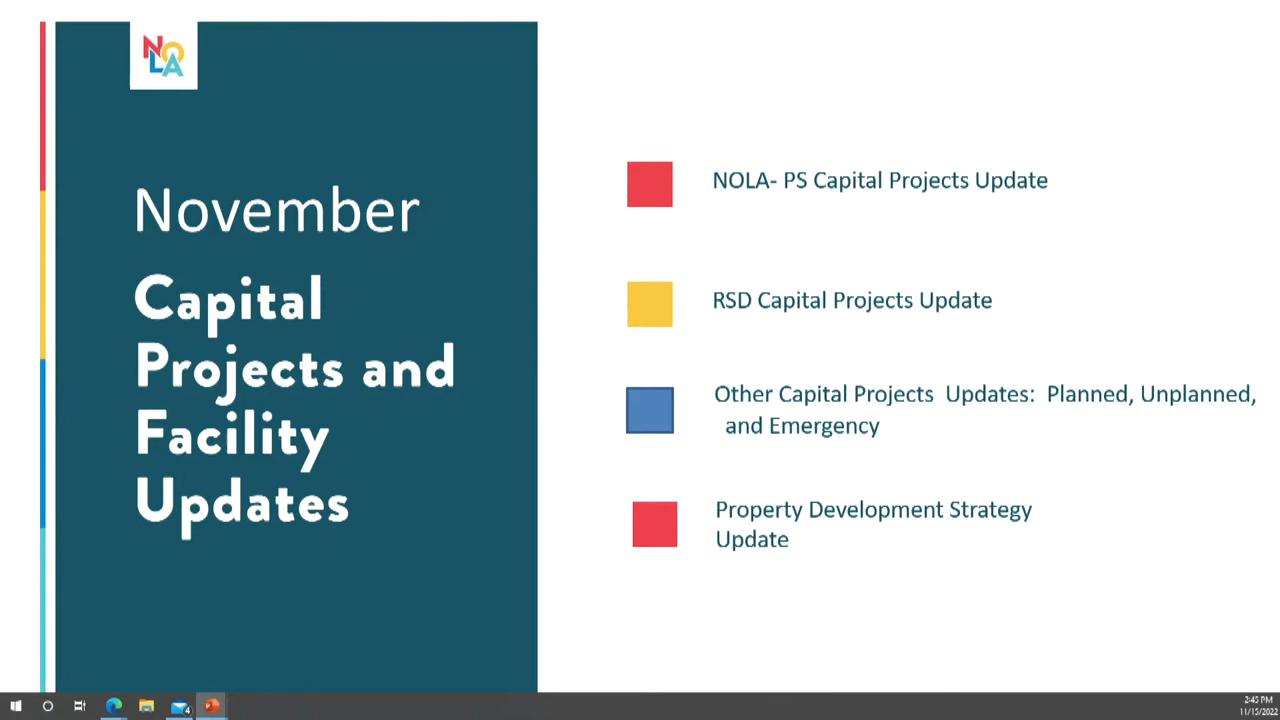 NOLA
November
Capital
Projects and
Facility
Updates
NOLA- PS Capital Projects Update
RSD Capital Projects Update
Other Capital Projects  Updates:  Planned, Unplanned,
and Emergency
Property Development Strategy
Update
4
2:45 PM
11/15/2022